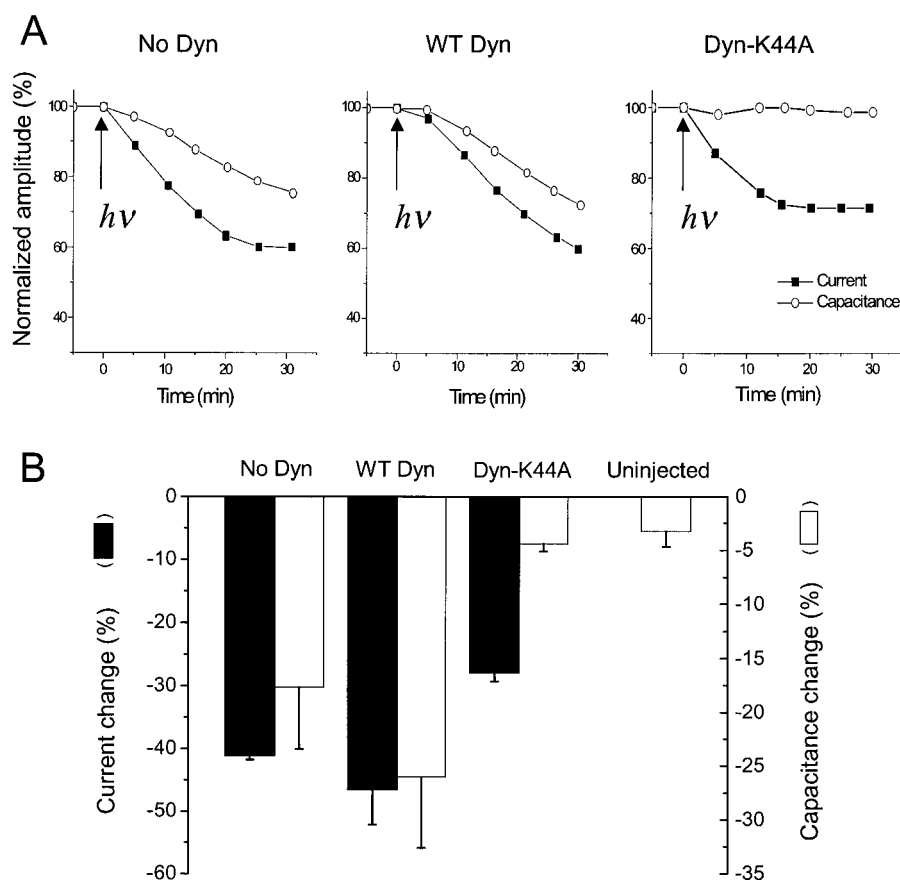 A
No Dyn
WT Dyn
Dyn-K44A
Normalized amplitude (%)
100
80
60
40
hν
0 10 20 30
Time (min)
100
80
60
40
hν
0 10 20 30
Time (min)
100
80
60
40
hν
Current
Capacitance
0 10 20 30
Time (min)
B
No Dyn
WT Dyn
Dyn-K44A
Uninjected
Current change (%)
( )
0
-10
-20
-30
-40
-50
-60
0
-5
-10
-15
-20
-25
-30
-35
Capacitance change (%)
( )